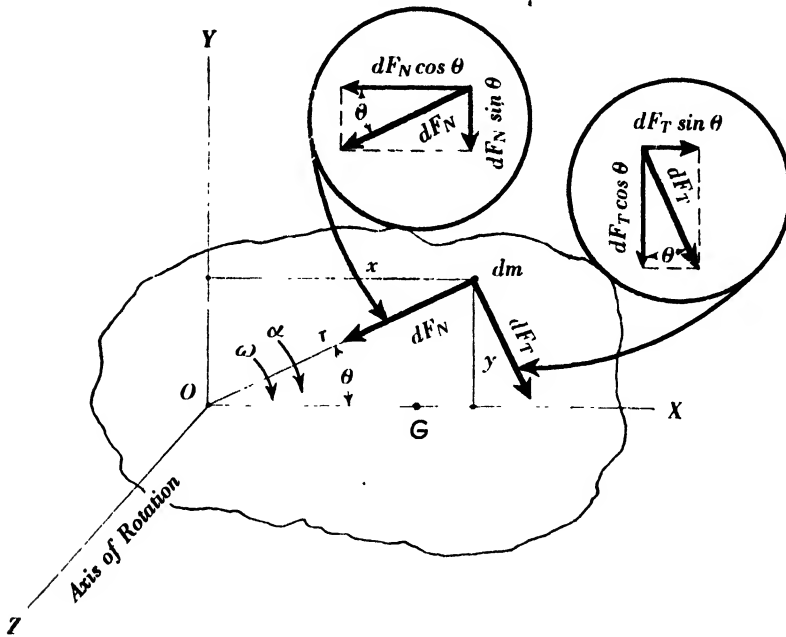 Y
dF_N cos θ
θ
dF_N
dF_N sin θ
dF_T sin θ
dF_T cos θ
dF_T
θ
x
dm
r
dF_N
dF_T
α
ω
θ
y
O
G
X
Axis of Rotation
Z